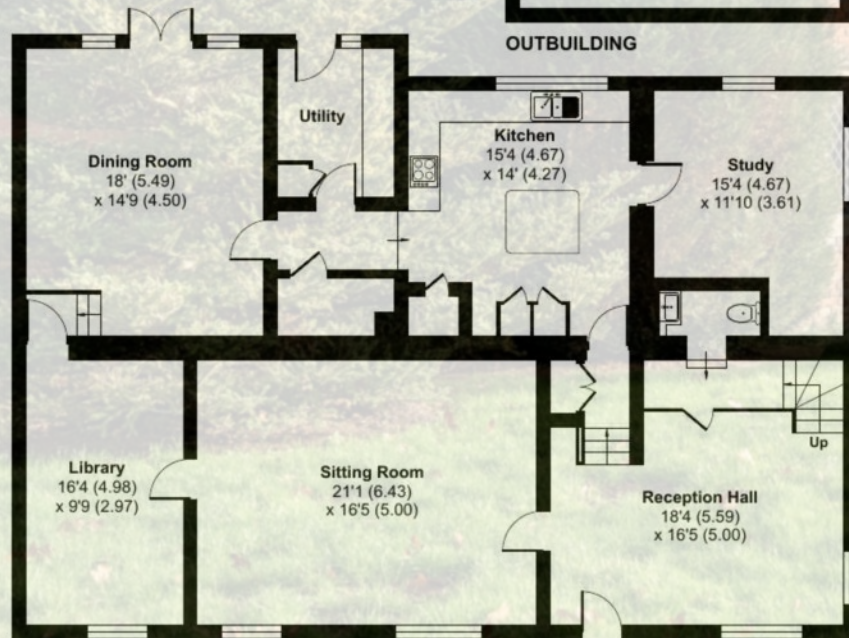 OUTBUILDING
Utility
Kitchen
15'4 (4.67)
x 14' (4.27)
Dining Room
18' (5.49)
x 14'9 (4.50)
Study
15'4 (4.67)
x 11'10 (3.61)
Up
Library
16'4 (4.98)
x 9'9 (2.97)
Sitting Room
21'1 (6.43)
x 16'5 (5.00)
Reception Hall
18'4 (5.59)
x 16'5 (5.00)